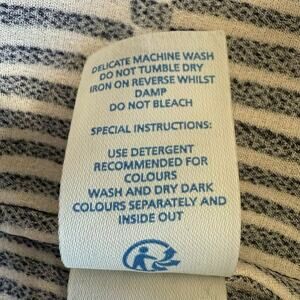 DELICATE MACHINE WASH
DO NOT TUMBLE DRY
IRON ON REVERSE WHILST
DAMP
DO NOT BLEACH
SPECIAL INSTRUCTIONS:
USE DETERGENT
RECOMMENDED FOR
COLOURS
WASH AND DRY DARK
COLOURS SEPARATELY AND
INSIDE OUT